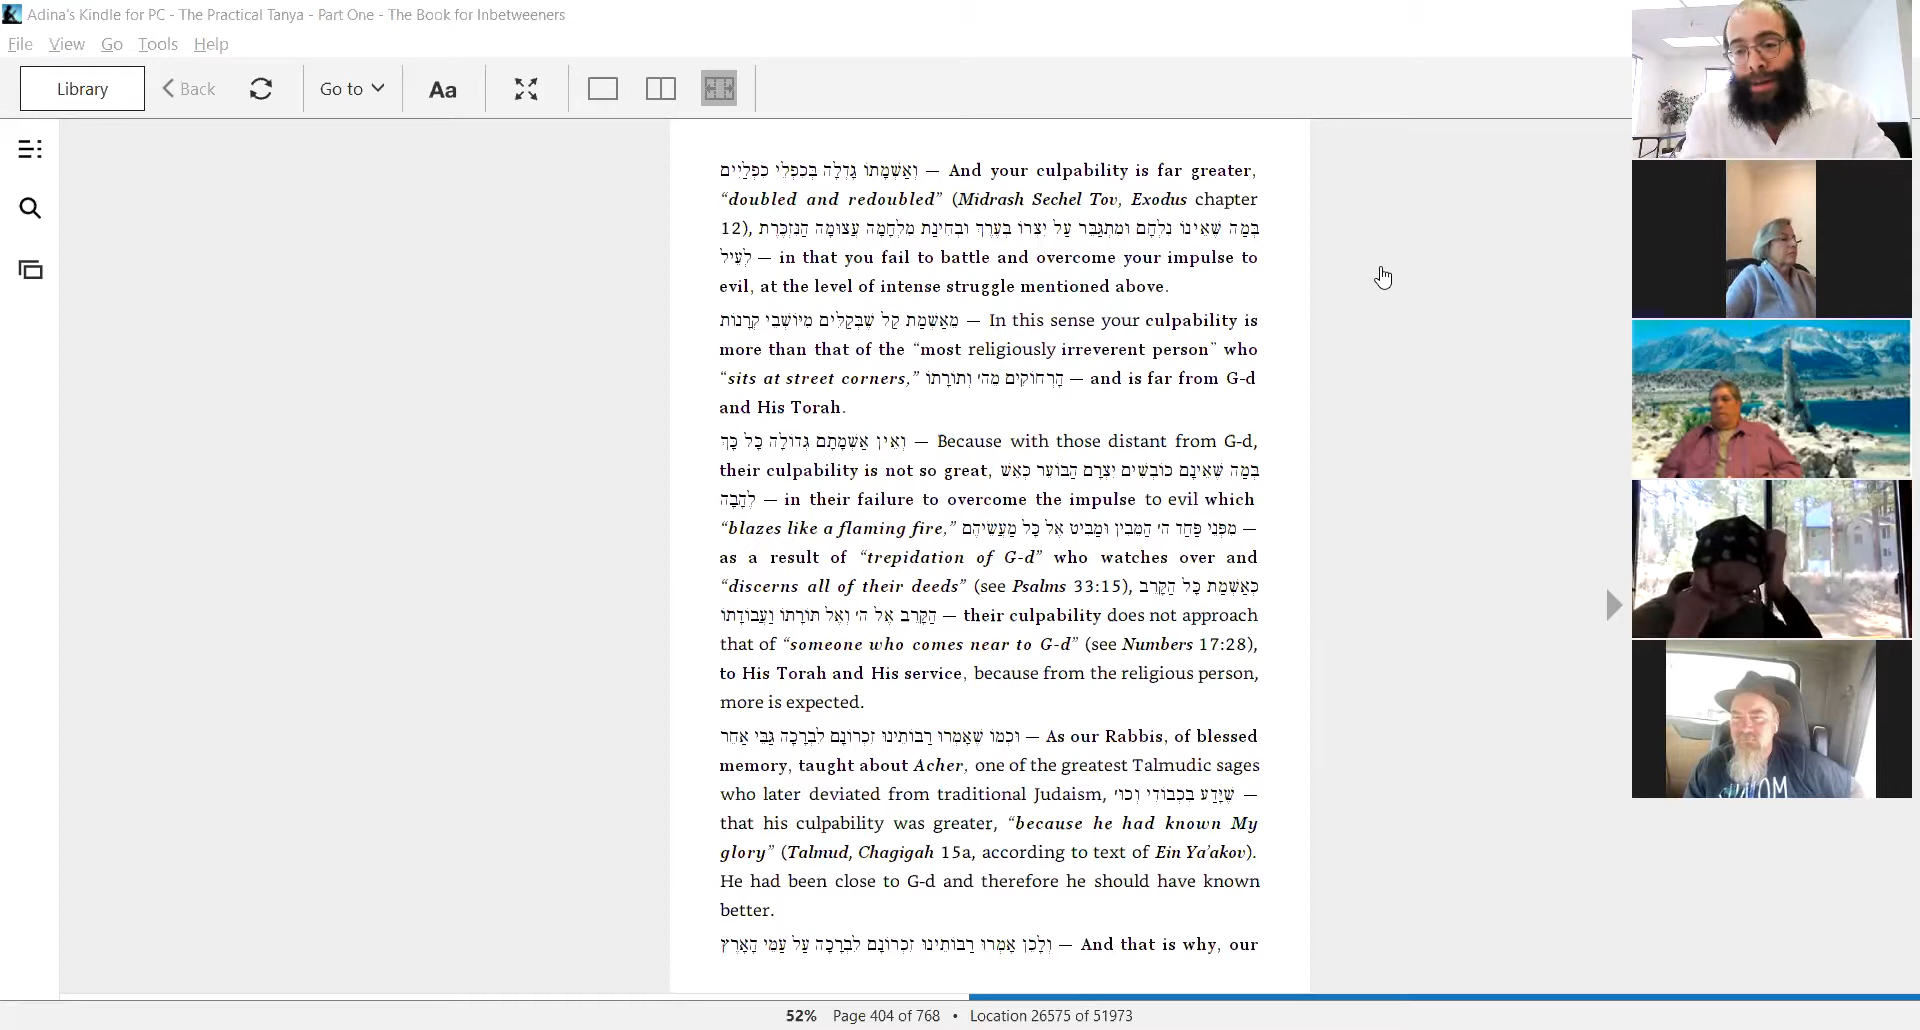 Adina's Kindle for PC - The Practical Tanya - Part One - The Book for Inbetweeners
File View Go Tools Help
Library Back Go to Aa
וְאַשְׁמָתוֹ גָדְלָה בְּכִפְלֵי כִפְלַיִים — And your culpability is far greater,
“doubled and redoubled” (Midrash Sechel Tov, Exodus chapter
12), בְּמָה שֶׁאֵינוֹ נִלְחָם וּמִתְגַּבֵּר עַל יִצְרוֹ בְּעֶרֶךְ וּבְחִינַת מִלְחָמָה עֲצוּמָה הַנִּזְכֶּרֶת
לְעֵיל — in that you fail to battle and overcome your impulse to
evil, at the level of intense struggle mentioned above.
מֵאַשְׁמַת קַל שֶׁבְּקַלִּים מִיּוֹשְׁבֵי קְרָנוֹת — In this sense your culpability is
more than that of the “most religiously irreverent person” who
“sits at street corners,” הָרְחוֹקִים מֵה׳ וְתוֹרָתוֹ — and is far from G-d
and His Torah.
וְאֵין אַשְׁמָתָם גְּדוֹלָה כָּל כָּךְ — Because with those distant from G-d,
their culpability is not so great, בְּמָה שֶׁאֵינָם כּוֹבְשִׁים יִצְרָם הַבּוֹעֵר כְּאֵשׁ
לֶהָבָה — in their failure to overcome the impulse to evil which
“blazes like a flaming fire,” מִפְּנֵי פַּחַד ה׳ הַמֵּבִין וּמַבִּיט אֶל כָּל מַעֲשֵׂיהֶם —
as a result of “trepidation of G-d” who watches over and
“discerns all of their deeds” (see Psalms 33:15), כְּאַשְׁמַת כָּל הַקָּרֵב
הַקָּרֵב אֶל ה׳ וְאֶל תּוֹרָתוֹ וַעֲבוֹדָתוֹ — their culpability does not approach
that of “someone who comes near to G-d” (see Numbers 17:28),
to His Torah and His service, because from the religious person,
more is expected.
וּכְמוֹ שֶׁאָמְרוּ רַבּוֹתֵינוּ זִכְרוֹנָם לִבְרָכָה גַּבֵּי אַחֵר — As our Rabbis, of blessed
memory, taught about Acher, one of the greatest Talmudic sages
who later deviated from traditional Judaism, שֶׁיָּדַע בִּכְבוֹדִי וְכוּ׳ —
that his culpability was greater, “because he had known My
glory” (Talmud, Chagigah 15a, according to text of Ein Ya’akov).
He had been close to G-d and therefore he should have known
better.
וְלָכֵן אָמְרוּ רַבּוֹתֵינוּ זִכְרוֹנָם לִבְרָכָה עַל עַמֵּי הָאָרֶץ — And that is why, our
52% Page 404 of 768 • Location 26575 of 51973